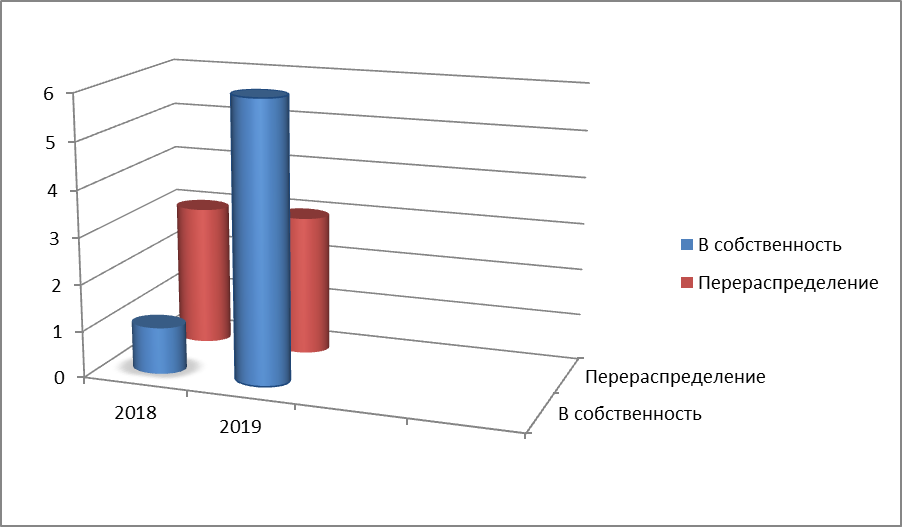 6
5
4
3
2
1
0
2018
2019
В собственность
Перераспределение
Перераспределение
В собственность